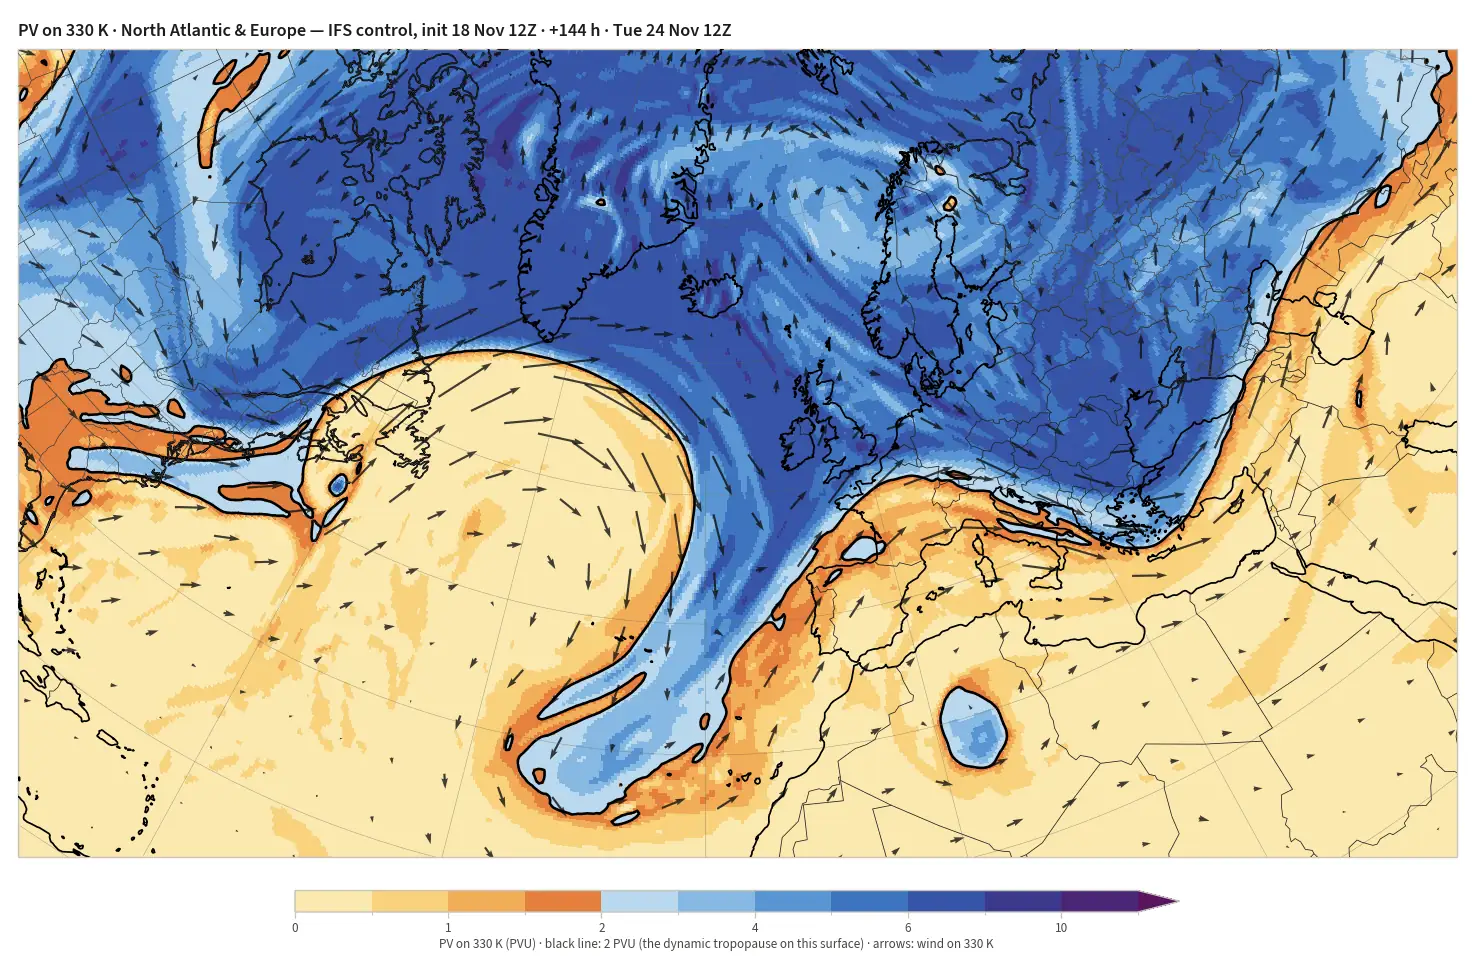 PV on 330 K · North Atlantic & Europe — IFS control, init 18 Nov 12Z · +144 h · Tue 24 Nov 12Z
0 1 2 4 6 10
PV on 330 K (PVU) · black line: 2 PVU (the dynamic tropopause on this surface) · arrows: wind on 330 K